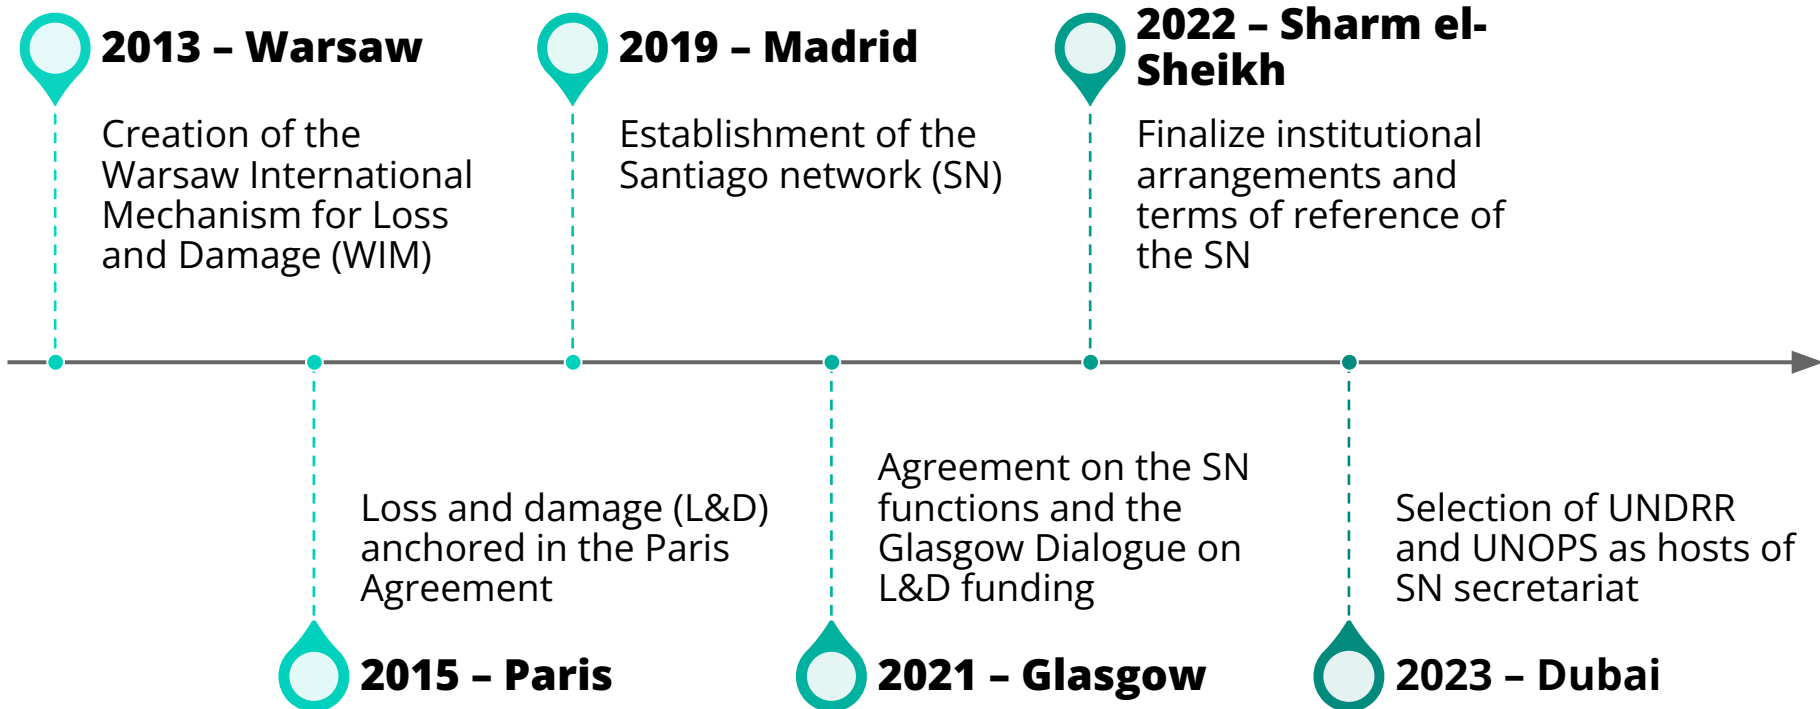 2013 – Warsaw
Creation of the
Warsaw International
Mechanism for Loss
and Damage (WIM)
Loss and damage (L&D)
anchored in the Paris
Agreement
2015 – Paris
2019 – Madrid
Establishment of the
Santiago network (SN)
Agreement on the SN
functions and the
Glasgow Dialogue on
L&D funding
2021 – Glasgow
2022 – Sharm el-
Sheikh
Finalize institutional
arrangements and
terms of reference of
the SN
Selection of UNDRR
and UNOPS as hosts of
SN secretariat
2023 – Dubai